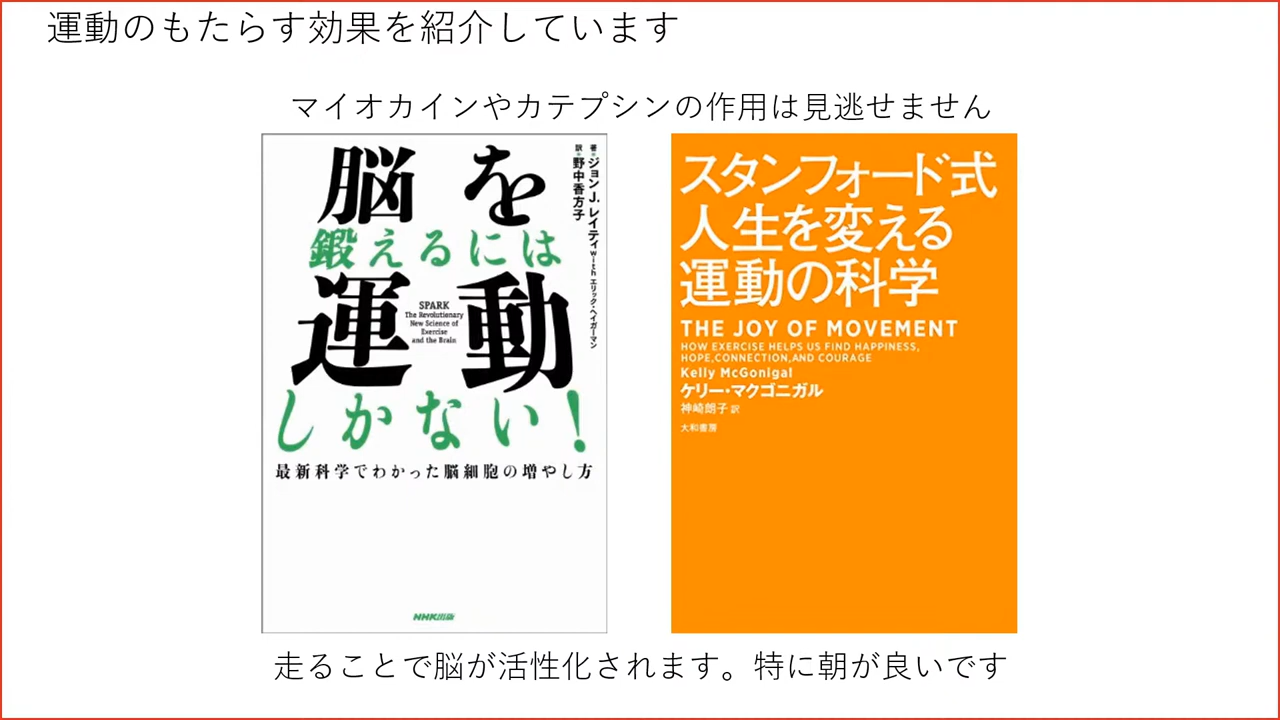 運動のもたらす効果を紹介しています
マイオカインやカテプシンの作用は見逃せません
脳を
鍛えるには
運動
しかない!
SPARK
The Revolutionary
New Science of
Exercise
and the Brain
著=ジョン J. レイティ with エリック・ヘイガーマン
訳=野中香方子
最新科学でわかった脳細胞の増やし方
NHK出版
スタンフォード式
人生を変える
運動の科学
THE JOY OF MOVEMENT
HOW EXERCISE HELPS US FIND HAPPINESS,
HOPE,CONNECTION,AND COURAGE
Kelly McGonigal
ケリー・マクゴニガル
神崎朗子 訳
大和書房
走ることで脳が活性化されます。特に朝が良いです